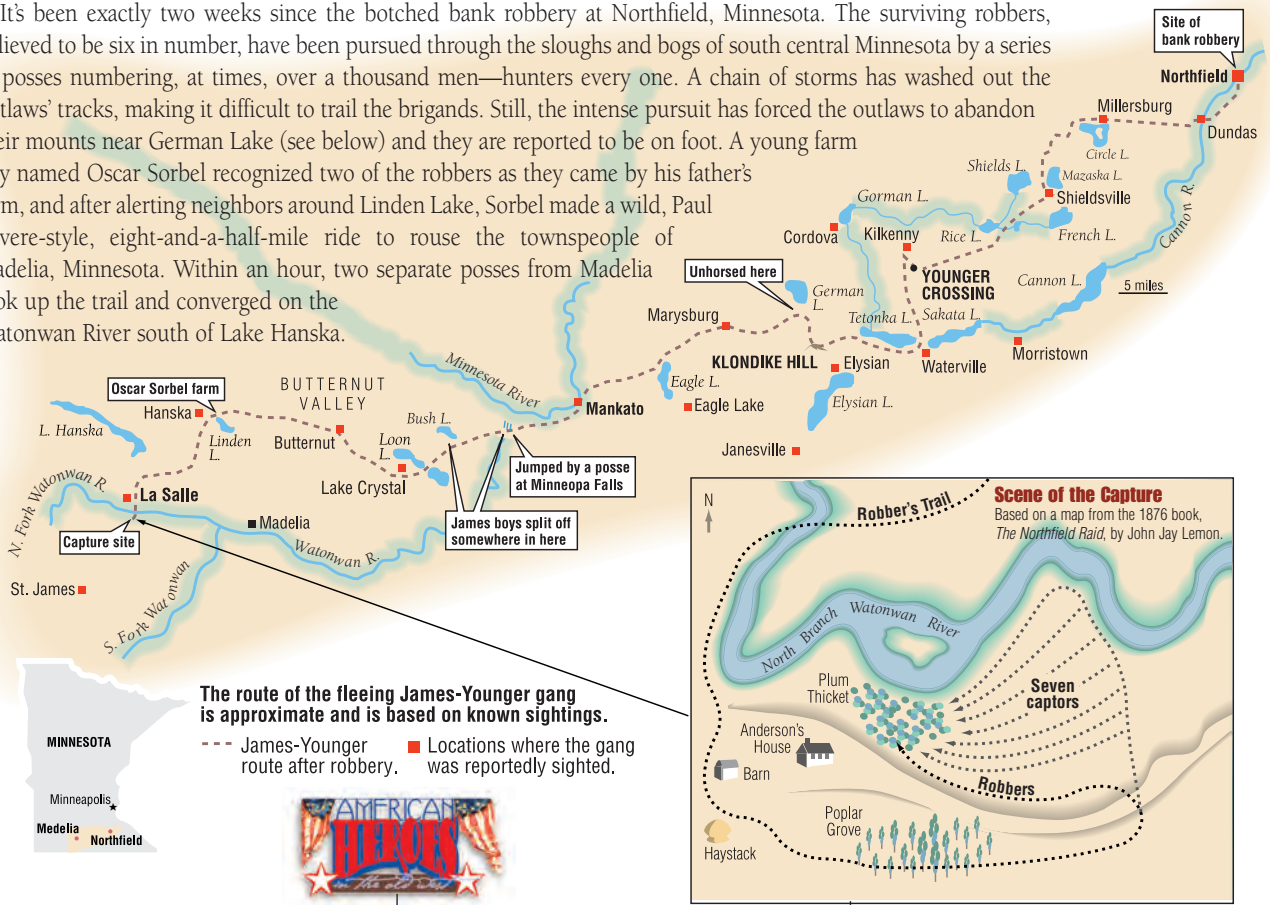 It's been exactly two weeks since the botched bank robbery at Northfield, Minnesota. The surviving robbers,
lieved to be six in number, have been pursued through the sloughs and bogs of south central Minnesota by a series
posses numbering, at times, over a thousand men—hunters every one. A chain of storms has washed out the
tlaws' tracks, making it difficult to trail the brigands. Still, the intense pursuit has forced the outlaws to abandon
eir mounts near German Lake (see below) and they are reported to be on foot. A young farm
y named Oscar Sorbel recognized two of the robbers as they came by his father's
m, and after alerting neighbors around Linden Lake, Sorbel made a wild, Paul
vere-style, eight-and-a-half-mile ride to rouse the townspeople of
adelia, Minnesota. Within an hour, two separate posses from Madelia
ok up the trail and converged on the
atonwan River south of Lake Hanska.
Site of
bank robbery
Northfield
Millersburg
Dundas
Circle L.
Shields L.
Mazaska L.
Shieldsville
Gorman L.
Cordova
Kilkenny
Rice L.
French L.
Cannon R.
YOUNGER
CROSSING
Cannon L.
5 miles
Unhorsed here
German
L.
Tetonka L.
Sakata L.
Marysburg
KLONDIKE HILL
Elysian
Waterville
Morristown
Minnesota River
Eagle L.
Elysian L.
Mankato
Eagle Lake
Janesville
Oscar Sorbel farm
BUTTERNUT
VALLEY
Hanska
L. Hanska
Linden
L.
Butternut
Bush L.
Loon
L.
Lake Crystal
Jumped by a posse
at Minneopa Falls
James boys split off
somewhere in here
N. Fork Watonwan R.
La Salle
Capture site
Madelia
Watonwan R.
St. James
S. Fork Watonwan
The route of the fleeing James-Younger gang
is approximate and is based on known sightings.
James-Younger
route after robbery.
Locations where the gang
was reportedly sighted.
MINNESOTA
Minneapolis
Medelia
Northfield
AMERICAN
HEROES
in the old west
N
Robber's Trail
Scene of the Capture
Based on a map from the 1876 book,
The Northfield Raid, by John Jay Lemon.
North Branch Watonwan River
Plum
Thicket
Seven
captors
Anderson's
House
Barn
Robbers
Poplar
Grove
Haystack